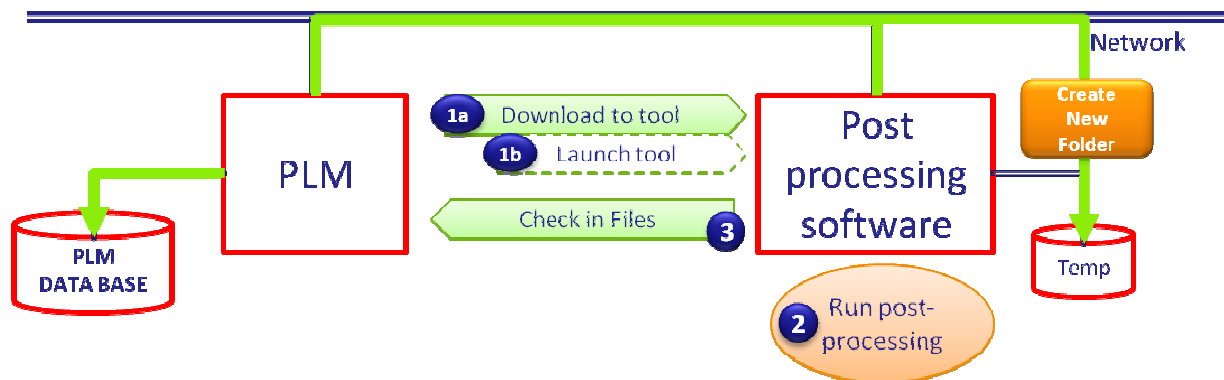 Network
Create
New
Folder
1a Download to tool
1b Launch tool
PLM
Post
processing
software
Check in Files 3
PLM
DATA BASE
Temp
2 Run post-
processing